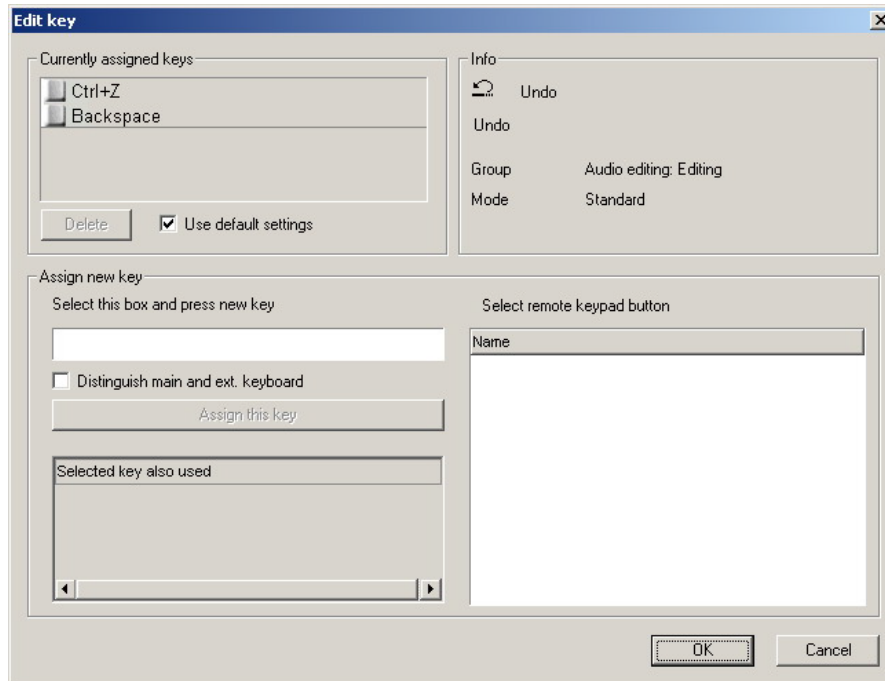 Edit key
Currently assigned keys
Ctrl+Z
Backspace
Delete
Use default settings
Info
Undo
Undo
Group Audio editing: Editing
Mode Standard
Assign new key
Select this box and press new key
Distinguish main and ext. keyboard
Assign this key
Selected key also used
Select remote keypad button
Name
OK
Cancel